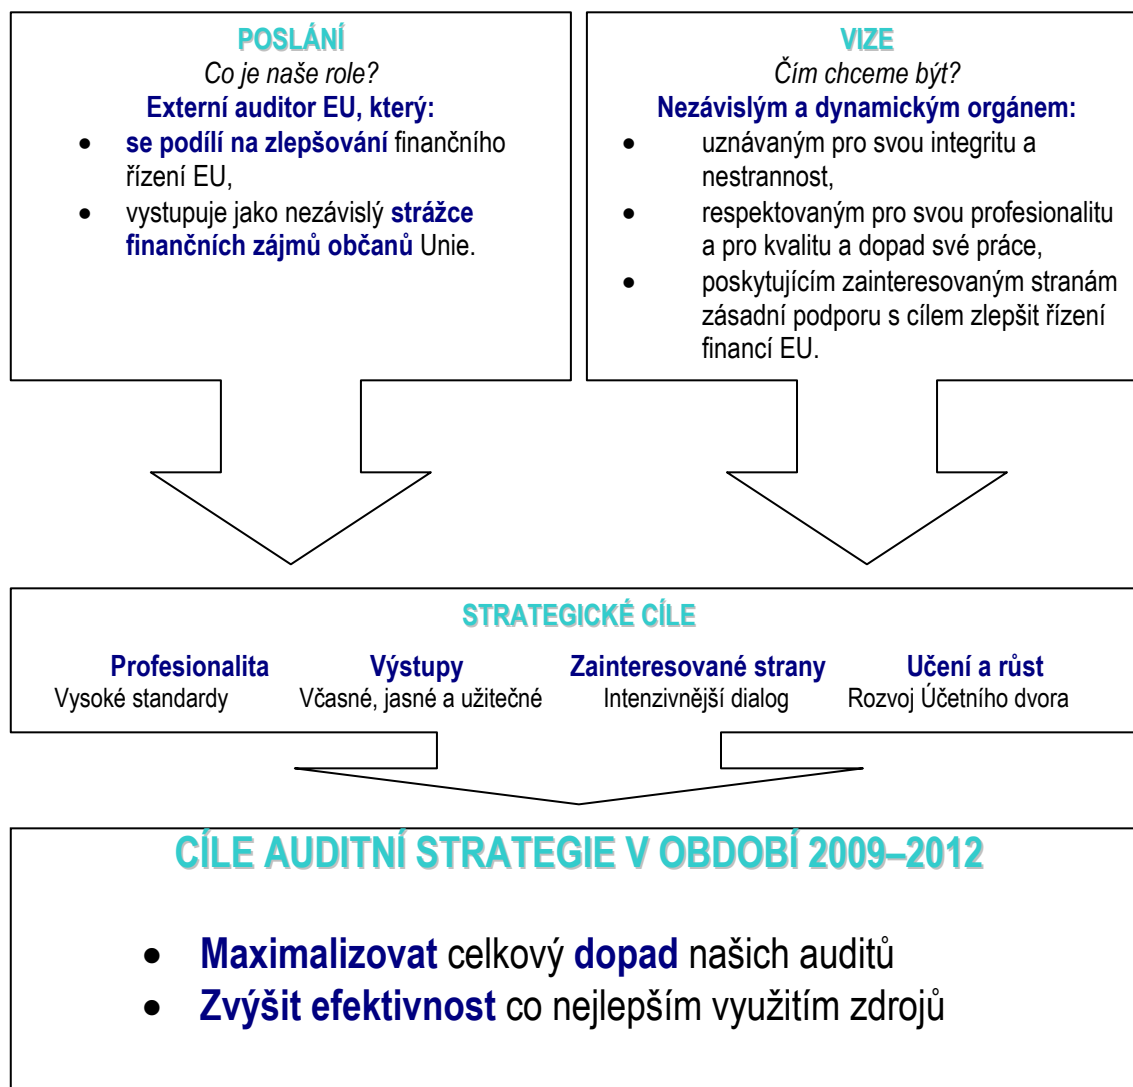 POSLÁNÍ
Co je naše role?
Externí auditor EU, který:
• se podílí na zlepšování finančního
řízení EU,
• vystupuje jako nezávislý strážce
finančních zájmů občanů Unie.
VIZE
Čím chceme být?
Nezávislým a dynamickým orgánem:
• uznávaným pro svou integritu a
nestrannost,
• respektovaným pro svou profesionalitu
a pro kvalitu a dopad své práce,
• poskytujícím zainteresovaným stranám
zásadní podporu s cílem zlepšit řízení
financí EU.
STRATEGICKÉ CÍLE
Profesionalita Výstupy Zainteresované strany Učení a růst
Vysoké standardy Včasné, jasné a užitečné Intenzivnější dialog Rozvoj Účetního dvora
CÍLE AUDITNÍ STRATEGIE V OBDOBÍ 2009–2012
• Maximalizovat celkový dopad našich auditů
• Zvýšit efektivnost co nejlepším využitím zdrojů